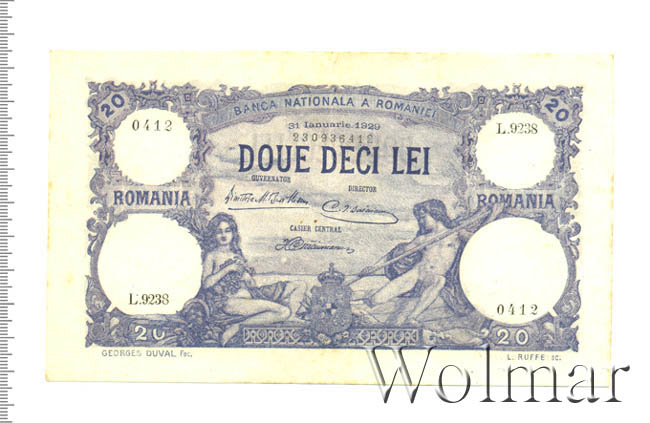 20 20
BANCA NATIONALA A ROMANIEI
0412 31 Ianuarie 1929 L.9238
230936412
DOUE DECI LEI
GUVERNATOR DIRECTOR
ROMANIA ROMANIA
CASIER CENTRAL
L.9238 0412
20 20
GEORGES DUVAL Fec. L. RUFFE sc.
Wolmar